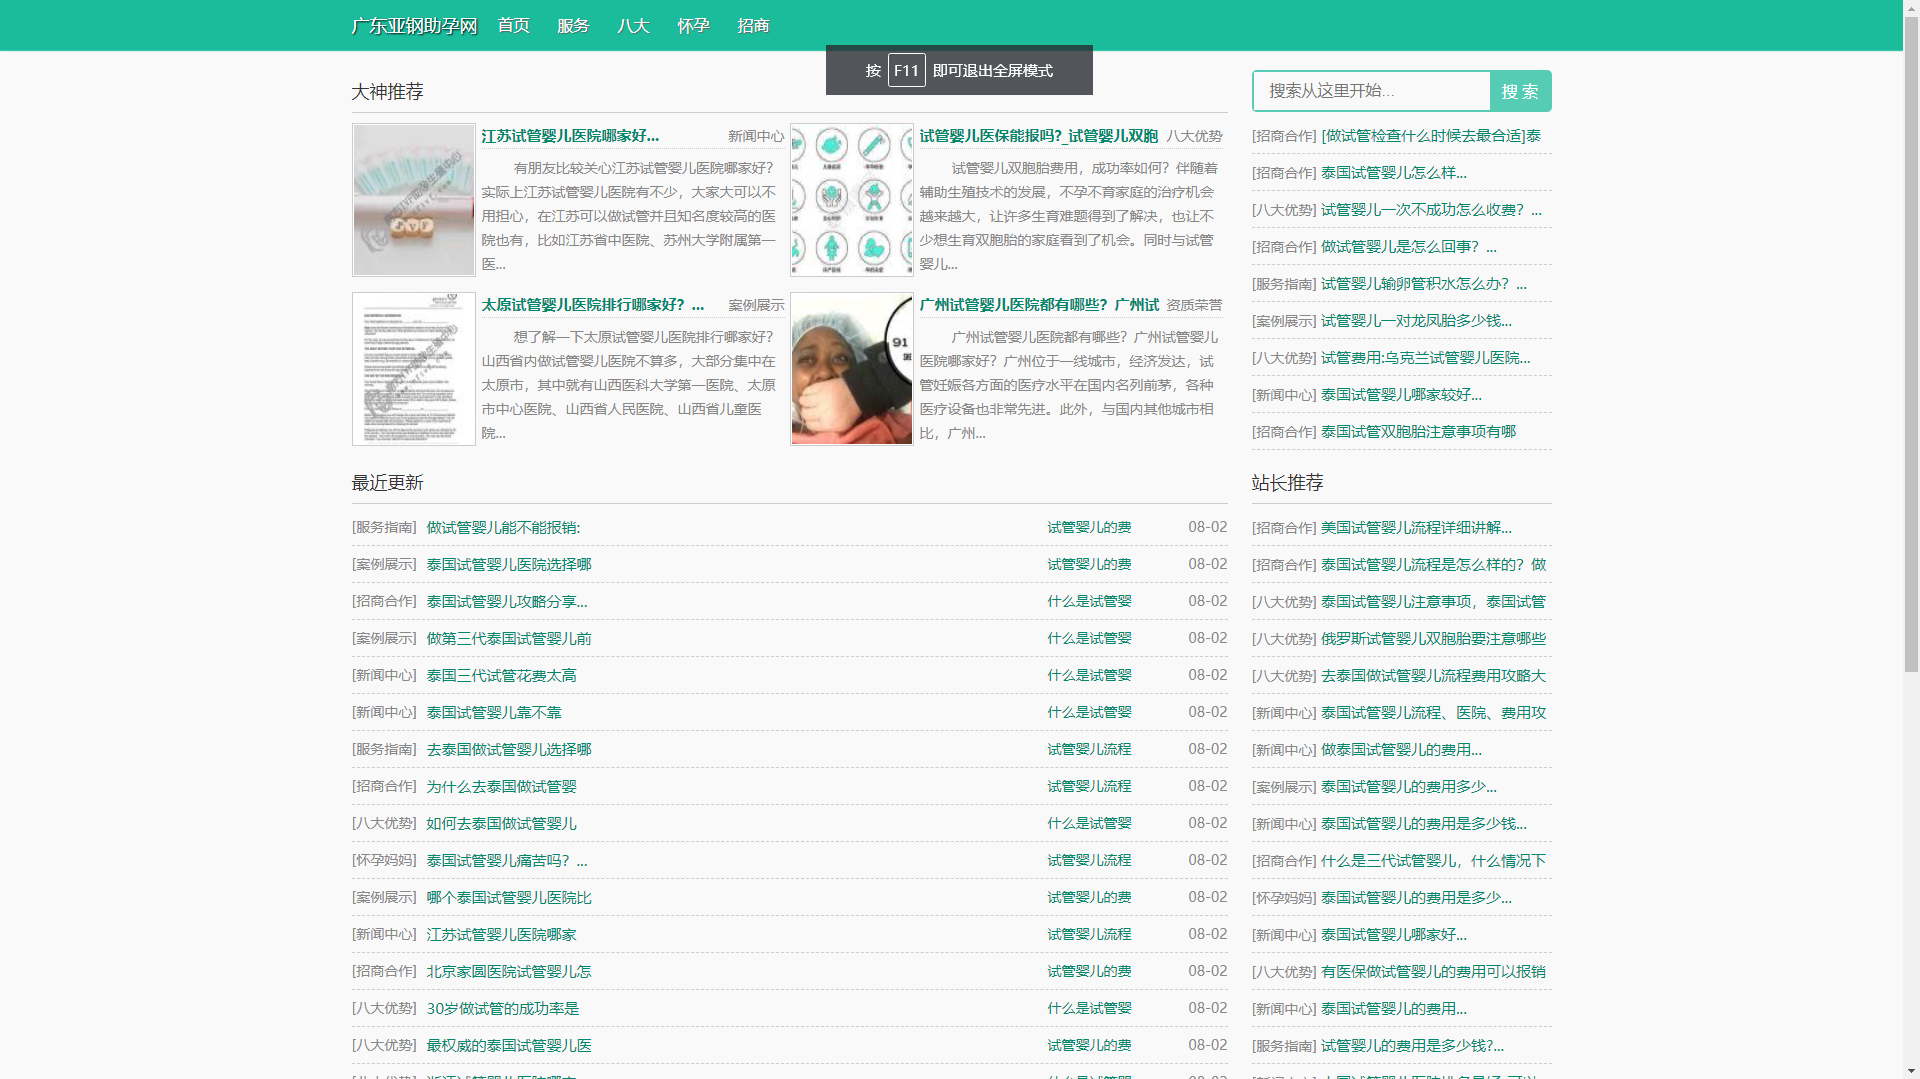 广东亚钢助孕网 首页 服务 八大 怀孕 招商
按 F11 即可退出全屏模式
大神推荐
江苏试管婴儿医院哪家好... 新闻中心
有朋友比较关心江苏试管婴儿医院哪家好？
实际上江苏试管婴儿医院有不少，大家大可以不
用担心，在江苏可以做试管并且知名度较高的医
院也有，比如江苏省中医院、苏州大学附属第一
医...
试管婴儿医保能报吗?_试管婴儿双胞 八大优势
试管婴儿双胞胎费用，成功率如何？伴随着
辅助生殖技术的发展，不孕不育家庭的治疗机会
越来越大，让许多生育难题得到了解决，也让不
少想生育双胞胎的家庭看到了机会。同时与试管
婴儿...
太原试管婴儿医院排行哪家好？... 案例展示
想了解一下太原试管婴儿医院排行哪家好？
山西省内做试管婴儿医院不算多，大部分集中在
太原市，其中就有山西医科大学第一医院、太原
市中心医院、山西省人民医院、山西省儿童医
院...
91
广州试管婴儿医院都有哪些？广州试 资质荣誉
广州试管婴儿医院都有哪些？广州试管婴儿
医院哪家好？广州位于一线城市，经济发达，试
管妊娠各方面的医疗水平在国内名列前茅，各种
医疗设备也非常先进。此外，与国内其他城市相
比，广州...
搜索从这里开始... 搜 索
[招商合作] [做试管检查什么时候去最合适]泰
[招商合作] 泰国试管婴儿怎么样...
[八大优势] 试管婴儿一次不成功怎么收费？...
[招商合作] 做试管婴儿是怎么回事？...
[服务指南] 试管婴儿输卵管积水怎么办？...
[案例展示] 试管婴儿一对龙凤胎多少钱...
[八大优势] 试管费用:乌克兰试管婴儿医院...
[新闻中心] 泰国试管婴儿哪家较好...
[招商合作] 泰国试管双胞胎注意事项有哪
最近更新
[服务指南] 做试管婴儿能不能报销: 试管婴儿的费 08-02
[案例展示] 泰国试管婴儿医院选择哪 试管婴儿的费 08-02
[招商合作] 泰国试管婴儿攻略分享... 什么是试管婴 08-02
[案例展示] 做第三代泰国试管婴儿前 什么是试管婴 08-02
[新闻中心] 泰国三代试管花费太高 什么是试管婴 08-02
[新闻中心] 泰国试管婴儿靠不靠 什么是试管婴 08-02
[服务指南] 去泰国做试管婴儿选择哪 试管婴儿流程 08-02
[招商合作] 为什么去泰国做试管婴 试管婴儿流程 08-02
[八大优势] 如何去泰国做试管婴儿 什么是试管婴 08-02
[怀孕妈妈] 泰国试管婴儿痛苦吗？... 试管婴儿流程 08-02
[案例展示] 哪个泰国试管婴儿医院比 试管婴儿的费 08-02
[新闻中心] 江苏试管婴儿医院哪家 试管婴儿流程 08-02
[招商合作] 北京家圆医院试管婴儿怎 试管婴儿的费 08-02
[八大优势] 30岁做试管的成功率是 什么是试管婴 08-02
[八大优势] 最权威的泰国试管婴儿医 试管婴儿的费 08-02
站长推荐
[招商合作] 美国试管婴儿流程详细讲解...
[招商合作] 泰国试管婴儿流程是怎么样的？做
[八大优势] 泰国试管婴儿注意事项，泰国试管
[八大优势] 俄罗斯试管婴儿双胞胎要注意哪些
[八大优势] 去泰国做试管婴儿流程费用攻略大
[新闻中心] 泰国试管婴儿流程、医院、费用攻
[新闻中心] 做泰国试管婴儿的费用...
[案例展示] 泰国试管婴儿的费用多少...
[新闻中心] 泰国试管婴儿的费用是多少钱...
[招商合作] 什么是三代试管婴儿，什么情况下
[怀孕妈妈] 泰国试管婴儿的费用是多少...
[新闻中心] 泰国试管婴儿哪家好...
[八大优势] 有医保做试管婴儿的费用可以报销
[新闻中心] 泰国试管婴儿的费用...
[服务指南] 试管婴儿的费用是多少钱?...